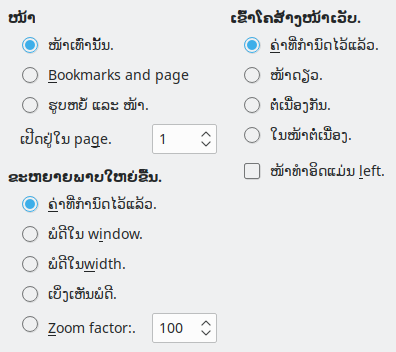 ໜ້າ
ໜ້າເທົ່ານັ້ນ.
Bookmarks and page
ຮູບຫຍໍ້ ແລະ ໜ້າ.
ເປີດຢູ່ໃນ page.
1
ຂະຫຍາຍພາບໃຫຍ່ຂື້ນ.
ຄ່າທີ່ກຳນົດໄວ້ແລ້ວ.
ພໍດີໃນ window.
ພໍດີໃນwidth.
ເບິ່ງເຫັນພໍດີ.
Zoom factor:.
100
ເຂົ້າໂຄສ້າງໜ້າເວັບ.
ຄ່າທີ່ກຳນົດໄວ້ແລ້ວ.
ໜ້າດຽວ.
ຕໍ່ເນື່ອງກັນ.
ໃນໜ້າຕໍ່ເນື່ອງ.
ໜ້າທຳອິດແມ່ນ left.